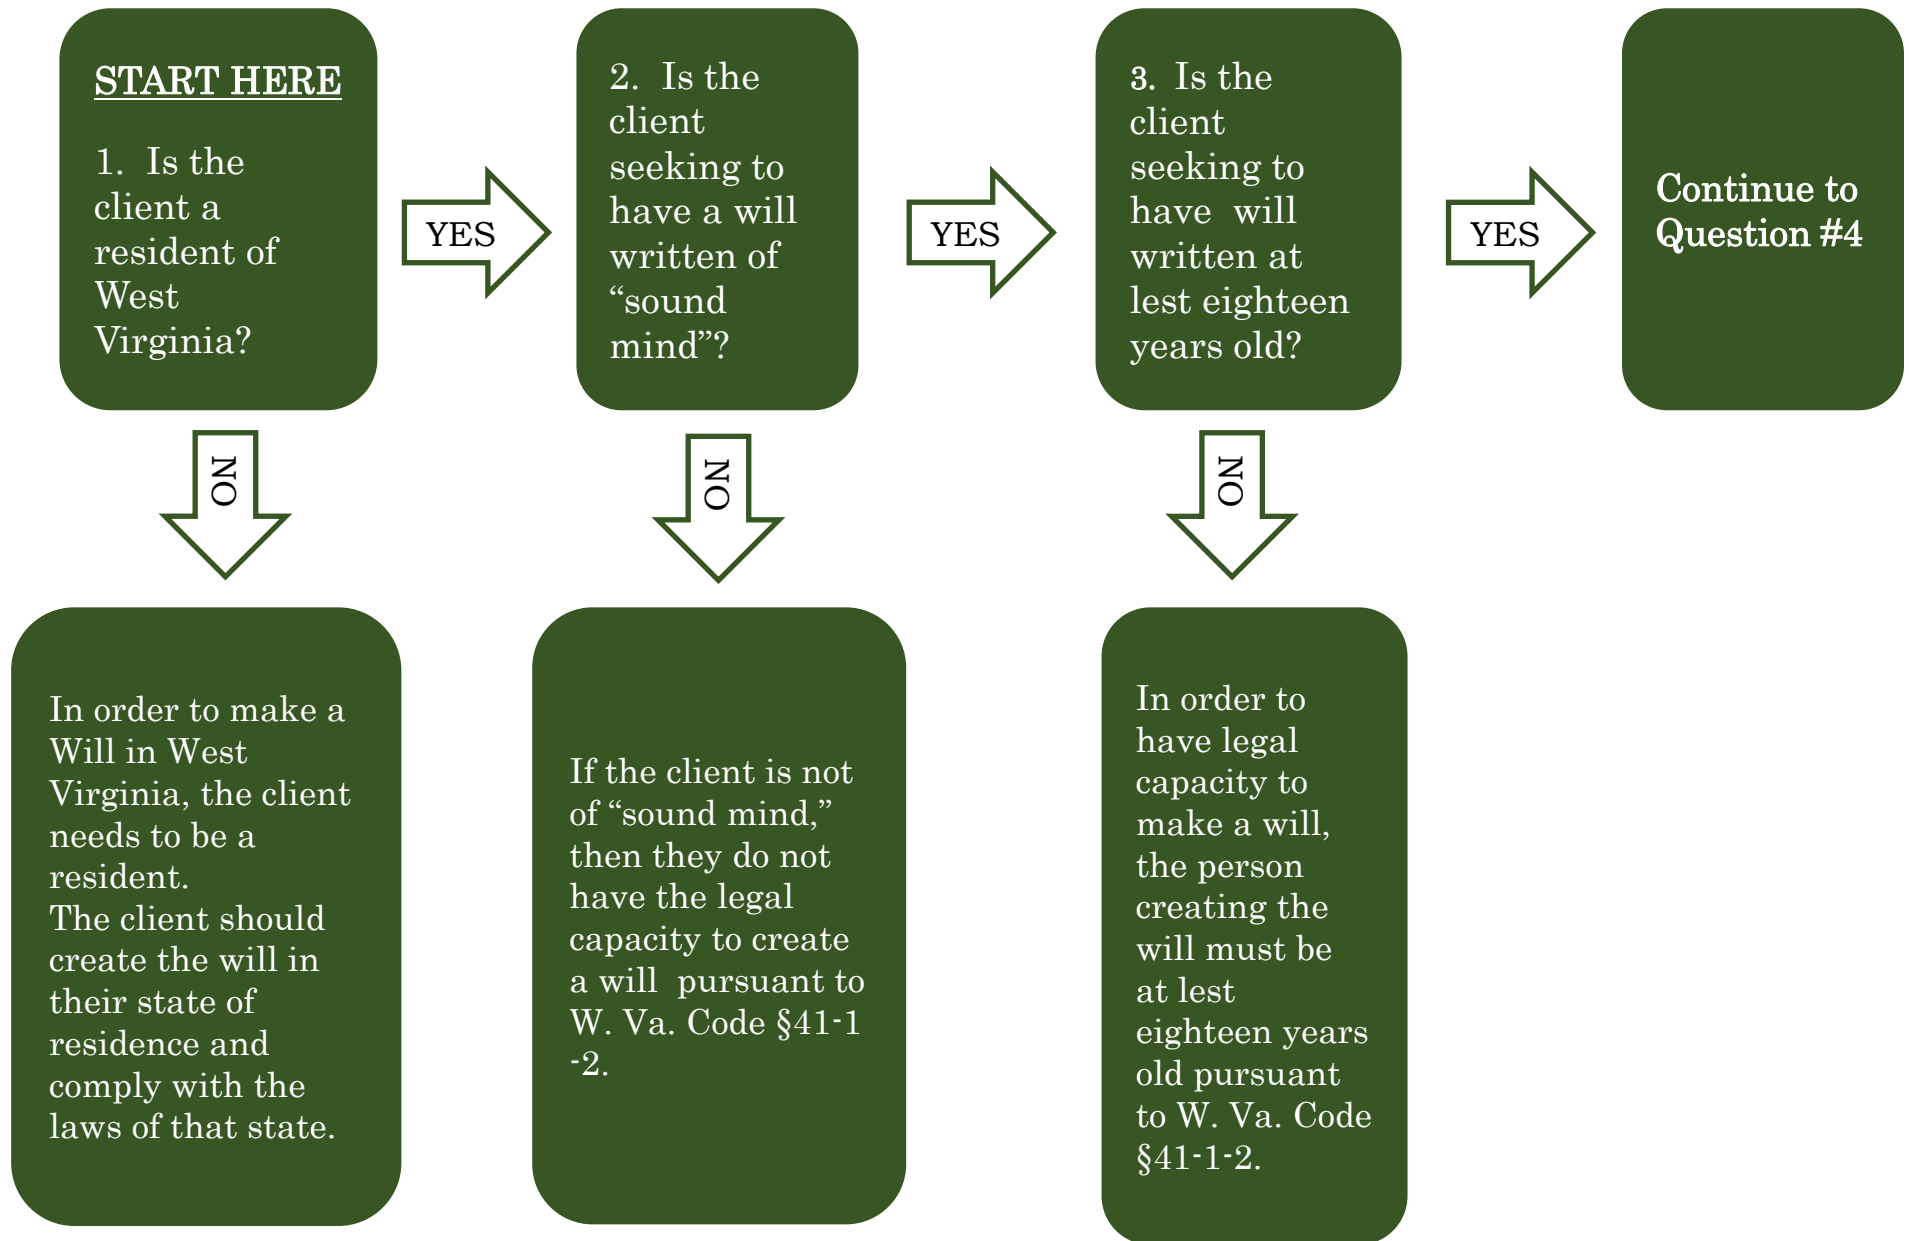 START HERE
1. Is the
client a
resident of
West
Virginia?
YES
2. Is the
client
seeking to
have a will
written of
“sound
mind”?
YES
3. Is the
client
seeking to
have will
written at
lest eighteen
years old?
YES
Continue to
Question #4
NO
NO
NO
In order to make a
Will in West
Virginia, the client
needs to be a
resident.
The client should
create the will in
their state of
residence and
comply with the
laws of that state.
If the client is not
of “sound mind,”
then they do not
have the legal
capacity to create
a will pursuant to
W. Va. Code §41-1
-2.
In order to
have legal
capacity to
make a will,
the person
creating the
will must be
at lest
eighteen years
old pursuant
to W. Va. Code
§41-1-2.